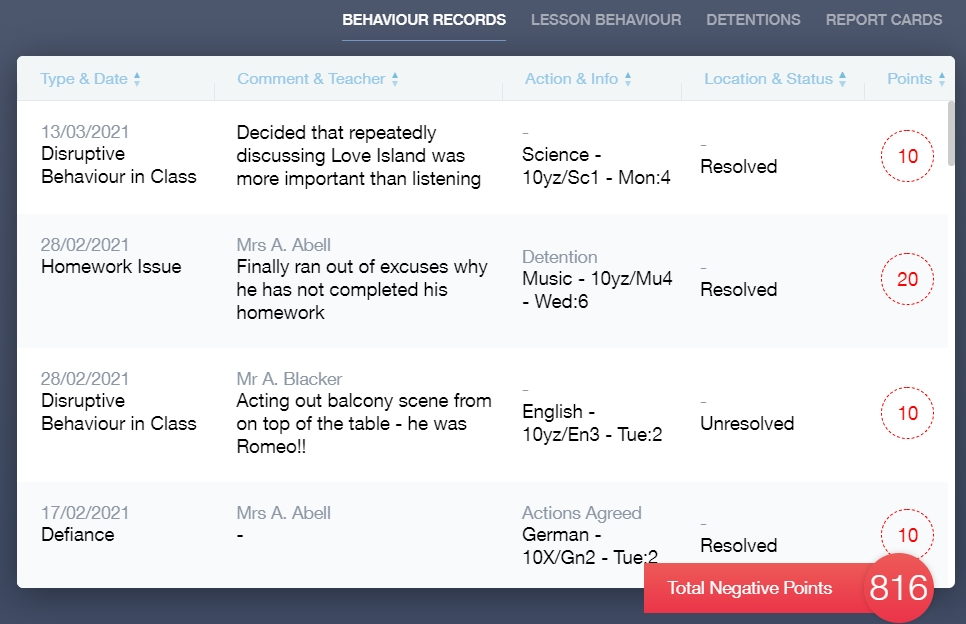 BEHAVIOUR RECORDS LESSON BEHAVIOUR DETENTIONS REPORT CARDS
Type & Date Comment & Teacher Action & Info Location & Status Points
13/03/2021
Disruptive
Behaviour in Class
Decided that repeatedly
discussing Love Island was
more important than listening
-
Science -
10yz/Sc1 - Mon:4
-
Resolved
10
28/02/2021
Homework Issue
Mrs A. Abell
Finally ran out of excuses why
he has not completed his
homework
Detention
Music - 10yz/Mu4
- Wed:6
-
Resolved
20
28/02/2021
Disruptive
Behaviour in Class
Mr A. Blacker
Acting out balcony scene from
on top of the table - he was
Romeo!!
-
English -
10yz/En3 - Tue:2
-
Unresolved
10
17/02/2021
Defiance
Mrs A. Abell
-
Actions Agreed
German -
10X/Gn2 - Tue:2
-
Resolved
10
Total Negative Points 816